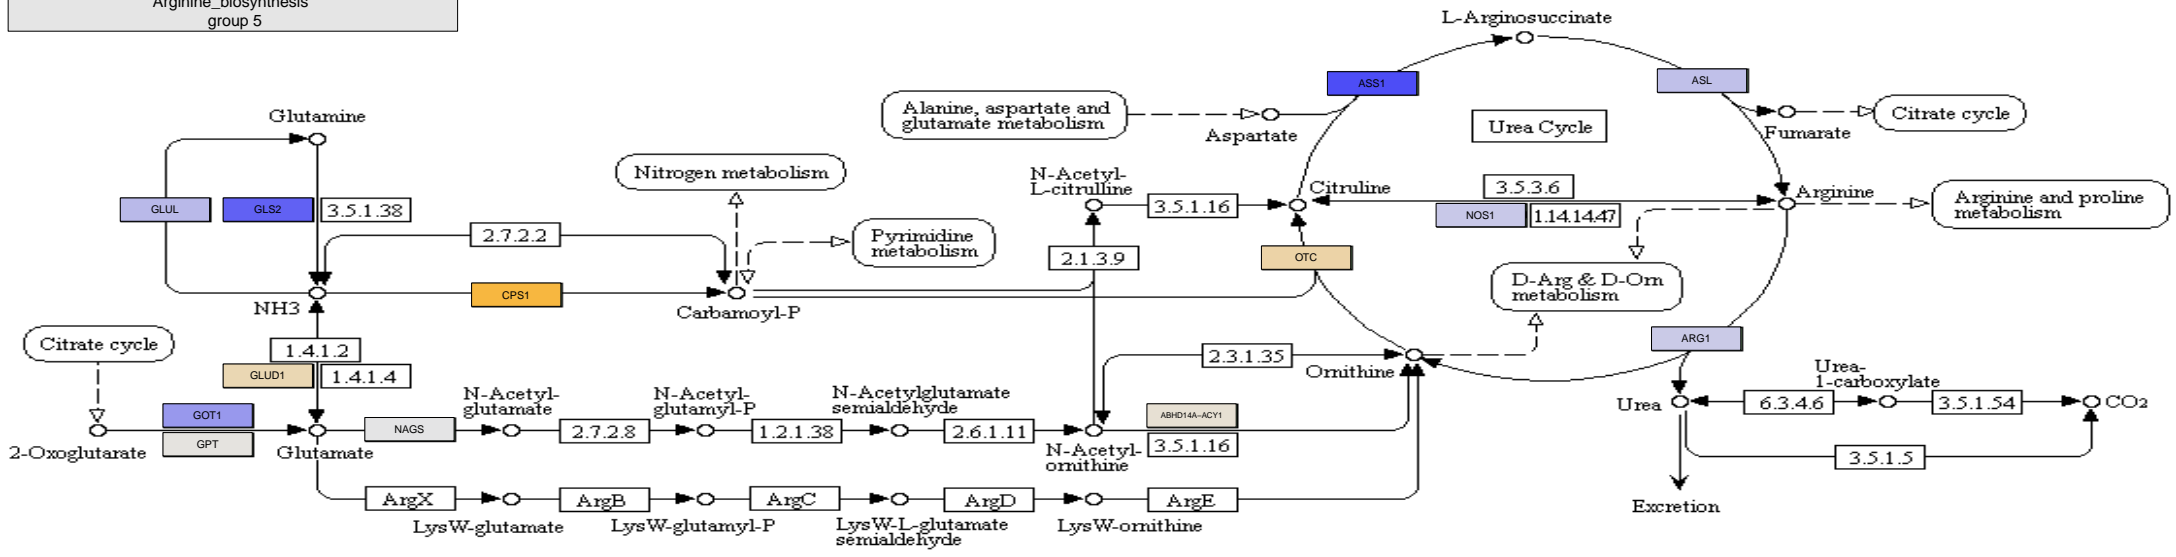 Arginine_biosynthesis
group 5
L-Arginosuccinate
ASS1
ASL
Alanine, aspartate and
glutamate metabolism
Aspartate
Urea Cycle
Fumarate
Citrate cycle
Glutamine
Nitrogen metabolism
N-Acetyl-
L-citrulline
3.5.1.16
Citruline
3.5.3.6
Arginine
Arginine and proline
metabolism
GLUL
GLS2
3.5.1.38
NOS1
1.14.14.47
2.7.2.2
Pyrimidine
metabolism
2.1.3.9
OTC
D-Arg & D-Orn
metabolism
CPS1
NH3
Carbamoyl-P
Citrate cycle
1.4.1.2
GLUD1
1.4.1.4
2.3.1.35
Ornithine
ARG1
Urea-
1-carboxylate
Urea
6.3.4.6
3.5.1.54
CO2
N-Acetyl-
glutamate
N-Acetyl-
glutamyl-P
N-Acetylglutamate
semialdehyde
GOT1
GPT
2-Oxoglutarate
Glutamate
NAGS
2.7.2.8
1.2.1.38
2.6.1.11
N-Acetyl-
ornithine
ABHD14A-ACY1
3.5.1.16
3.5.1.5
Excretion
ArgX
ArgB
ArgC
ArgD
ArgE
LysW-glutamate
LysW-glutamyl-P
LysW-L-glutamate
semialdehyde
LysW-ornithine